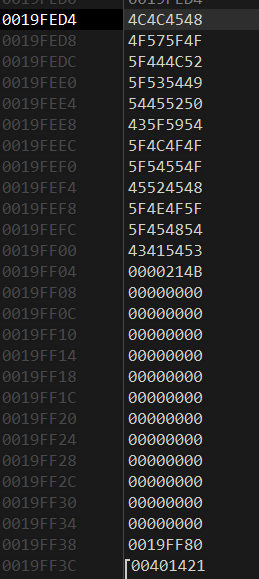 0019FED4 0019FED4
0019FED4 4C4C4548
0019FED8 4F575F4F
0019FEDC 5F444C52
0019FEE0 5F535449
0019FEE4 54455250
0019FEE8 435F5954
0019FEEC 5F4C4F4F
0019FEF0 5F54554F
0019FEF4 45524548
0019FEF8 5F4E4F5F
0019FEFC 5F454854
0019FF00 43415453
0019FF04 0000214B
0019FF08 00000000
0019FF0C 00000000
0019FF10 00000000
0019FF14 00000000
0019FF18 00000000
0019FF1C 00000000
0019FF20 00000000
0019FF24 00000000
0019FF28 00000000
0019FF2C 00000000
0019FF30 00000000
0019FF34 00000000
0019FF38 0019FF80
0019FF3C 00401421